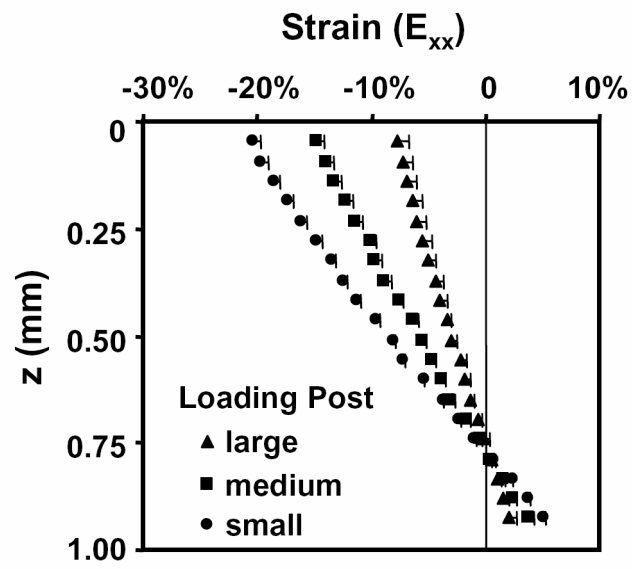 Strain (Exx)
-30% -20% -10% 0 10%
0
0.25
0.50
0.75
1.00
z (mm)
Loading Post
large
medium
small